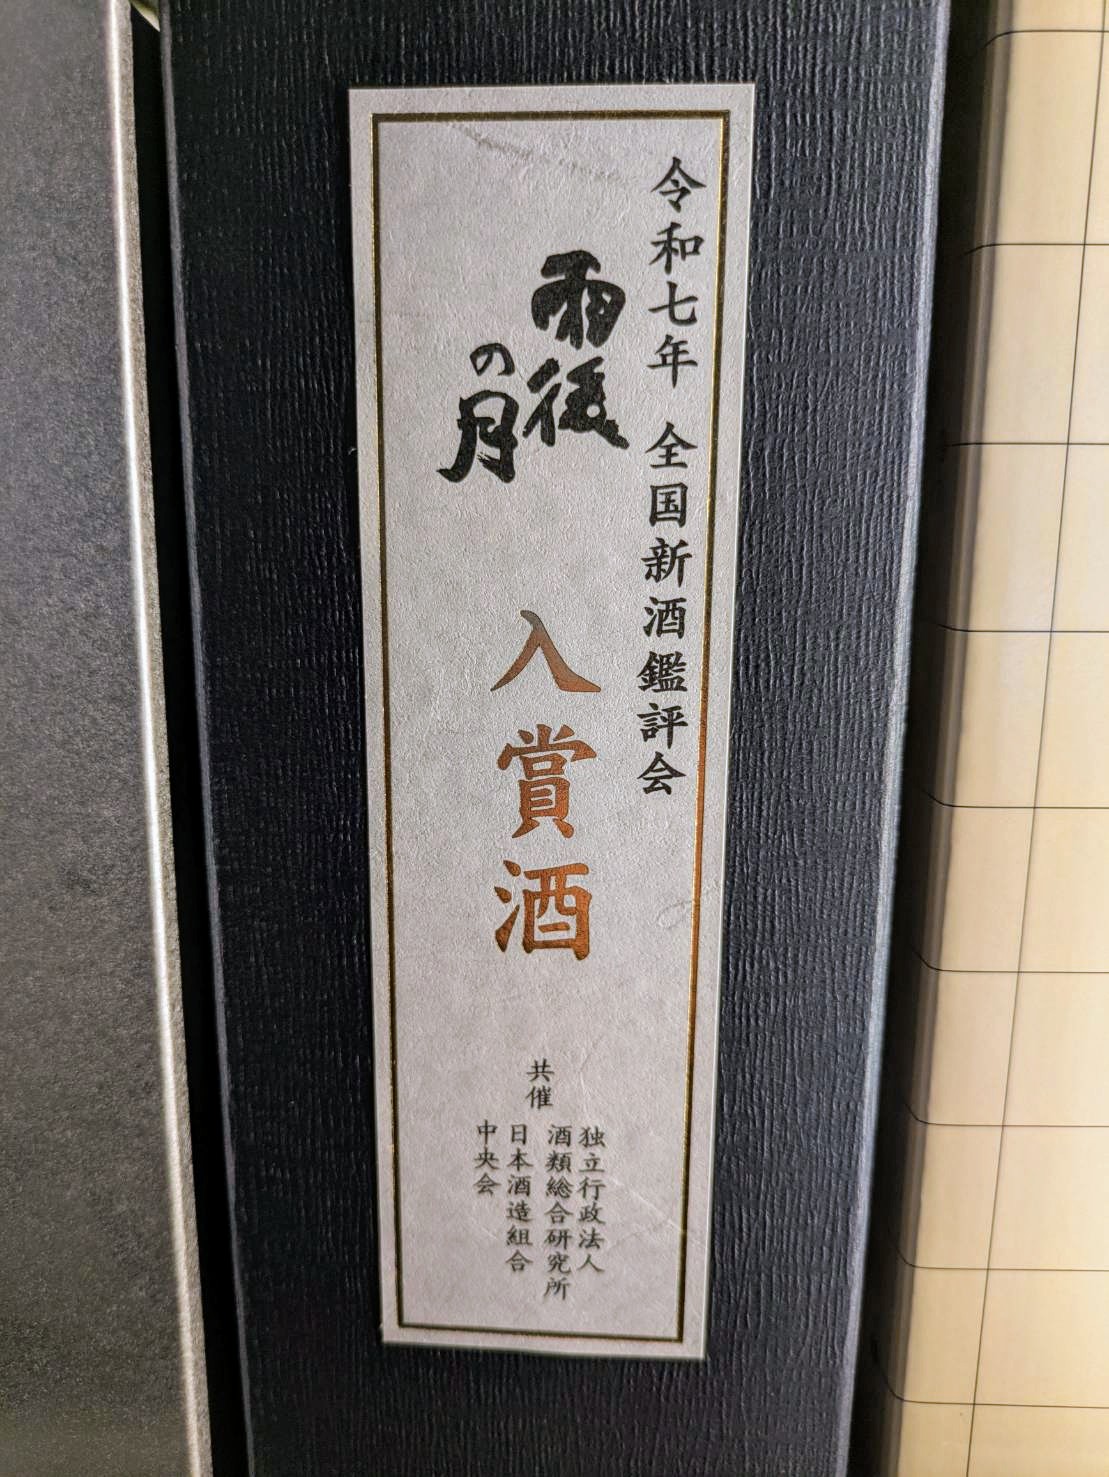 令和七年 全国新酒鑑評会
雨後
の月
入賞酒
共催
独立行政法人
酒類総合研究所
日本酒造組合
中央会